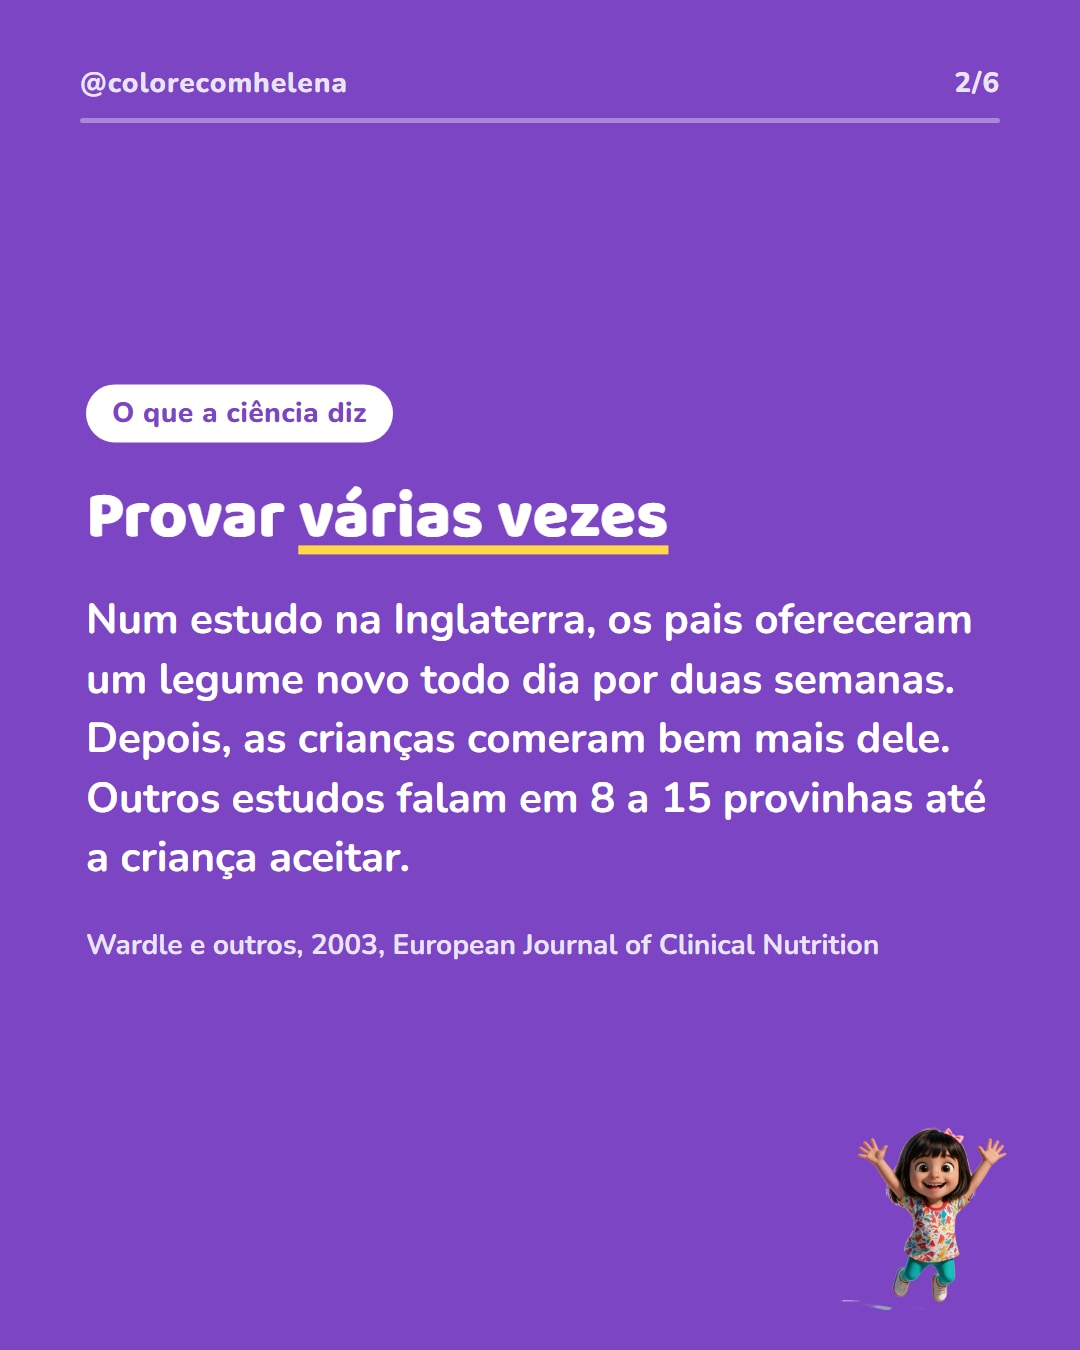 @colorecomhelena
2/6
O que a ciência diz
Provar várias vezes
Num estudo na Inglaterra, os pais ofereceram
um legume novo todo dia por duas semanas.
Depois, as crianças comeram bem mais dele.
Outros estudos falam em 8 a 15 provinhas até
a criança aceitar.
Wardle e outros, 2003, European Journal of Clinical Nutrition